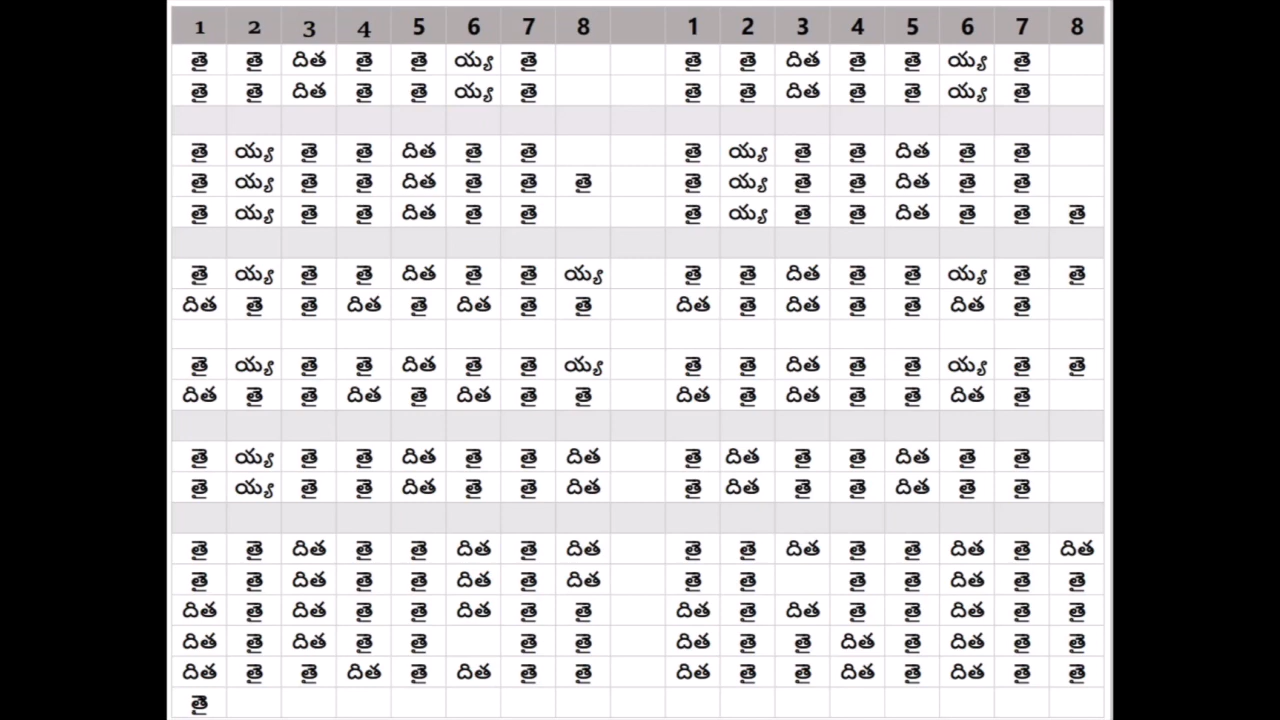 1 2 3 4 5 6 7 8 1 2 3 4 5 6 7 8
తై తై దిత తై తై య్య తై తై తై దిత తై తై య్య తై
తై తై దిత తై తై య్య తై తై తై దిత తై తై య్య తై
తై య్య తై తై దిత తై తై తై య్య తై తై దిత తై తై
తై య్య తై తై దిత తై తై తై తై య్య తై తై దిత తై తై
తై య్య తై తై దిత తై తై తై య్య తై తై దిత తై తై తై
తై య్య తై తై దిత తై తై య్య తై తై దిత తై తై య్య తై తై
దిత తై తై దిత తై దిత తై తై దిత తై దిత తై తై దిత తై
తై య్య తై తై దిత తై తై య్య తై తై దిత తై తై య్య తై తై
దిత తై తై దిత తై దిత తై తై దిత తై దిత తై తై దిత తై
తై య్య తై తై దిత తై తై దిత తై దిత తై తై దిత తై తై
తై య్య తై తై దిత తై తై దిత తై దిత తై తై దిత తై తై
తై తై దిత తై తై దిత తై దిత తై తై దిత తై తై దిత తై దిత
తై తై దిత తై తై దిత తై దిత తై తై తై తై దిత తై తై
దిత తై దిత తై తై దిత తై తై దిత తై దిత తై తై దిత తై తై
దిత తై దిత తై తై తై తై దిత తై తై దిత తై దిత తై తై
దిత తై తై దిత తై దిత తై తై దిత తై తై దిత తై దిత తై తై
తై